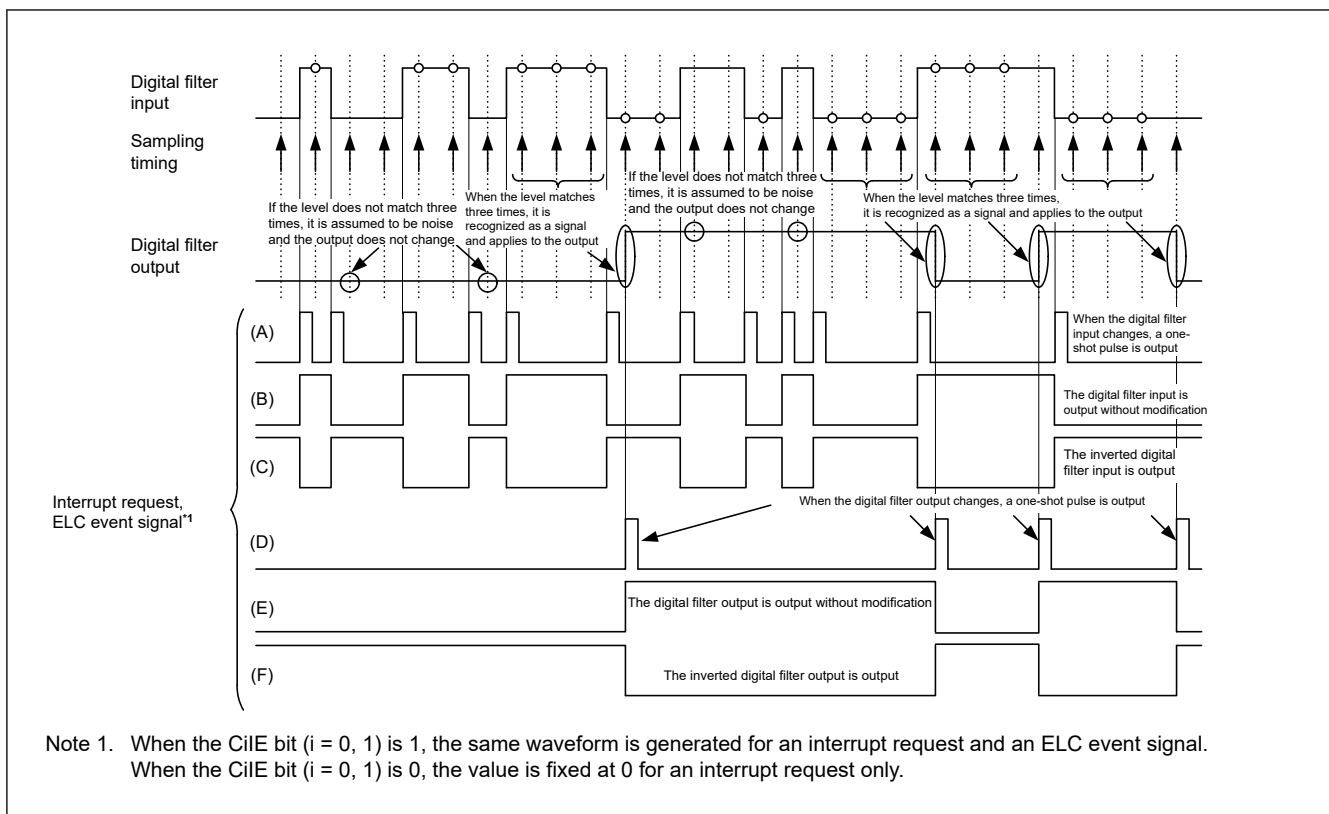 Digital filter
input
Sampling
timing
If the level does not match three
times, it is assumed to be noise
and the output does not change
When the level matches
three times, it is
recognized as a signal
and applies to the output
If the level does not match three
times, it is assumed to be noise
and the output does not change
When the level matches three times,
it is recognized as a signal and applies to the output
Digital filter
output
(A)
When the digital filter
input changes, a one-
shot pulse is output
(B)
The digital filter input is
output without modification
(C)
The inverted digital
filter input is output
Interrupt request,
ELC event signal*1
When the digital filter output changes, a one-shot pulse is output
(D)
(E)
The digital filter output is output without modification
(F)
The inverted digital filter output is output
Note 1. When the CiIE bit (i = 0, 1) is 1, the same waveform is generated for an interrupt request and an ELC event signal.
When the CiIE bit (i = 0, 1) is 0, the value is fixed at 0 for an interrupt request only.